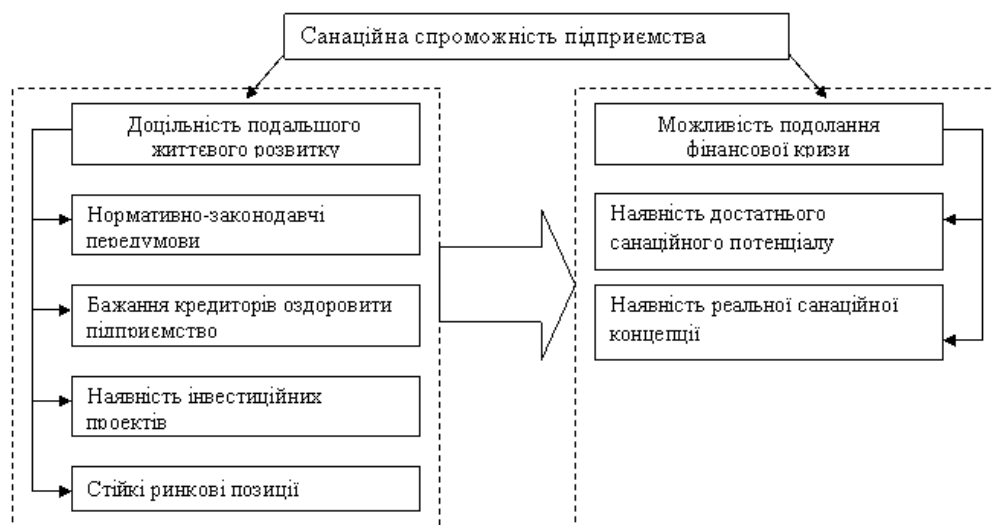 Санаційна спроможність підприємства
Доцільність подальшого
життєвого розвитку
Нормативно-законодавчі
передумови
Бажання кредиторів оздоровити
підприємство
Наявність інвестиційних
проектів
Стійкі ринкові позиції
Можливість подолання
фінансової кризи
Наявність достатнього
санаційного потенціалу
Наявність реальної санаційної
концепції